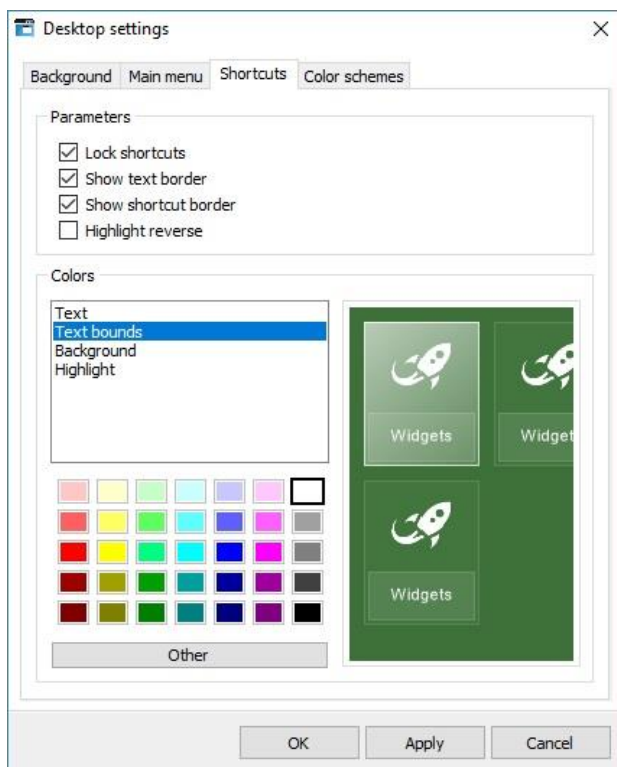 Desktop settings
Background Main menu Shortcuts Color schemes
Parameters
Lock shortcuts
Show text border
Show shortcut border
Highlight reverse
Colors
Text
Text bounds
Background
Highlight
Widgets Widget
Widgets
Other
OK Apply Cancel